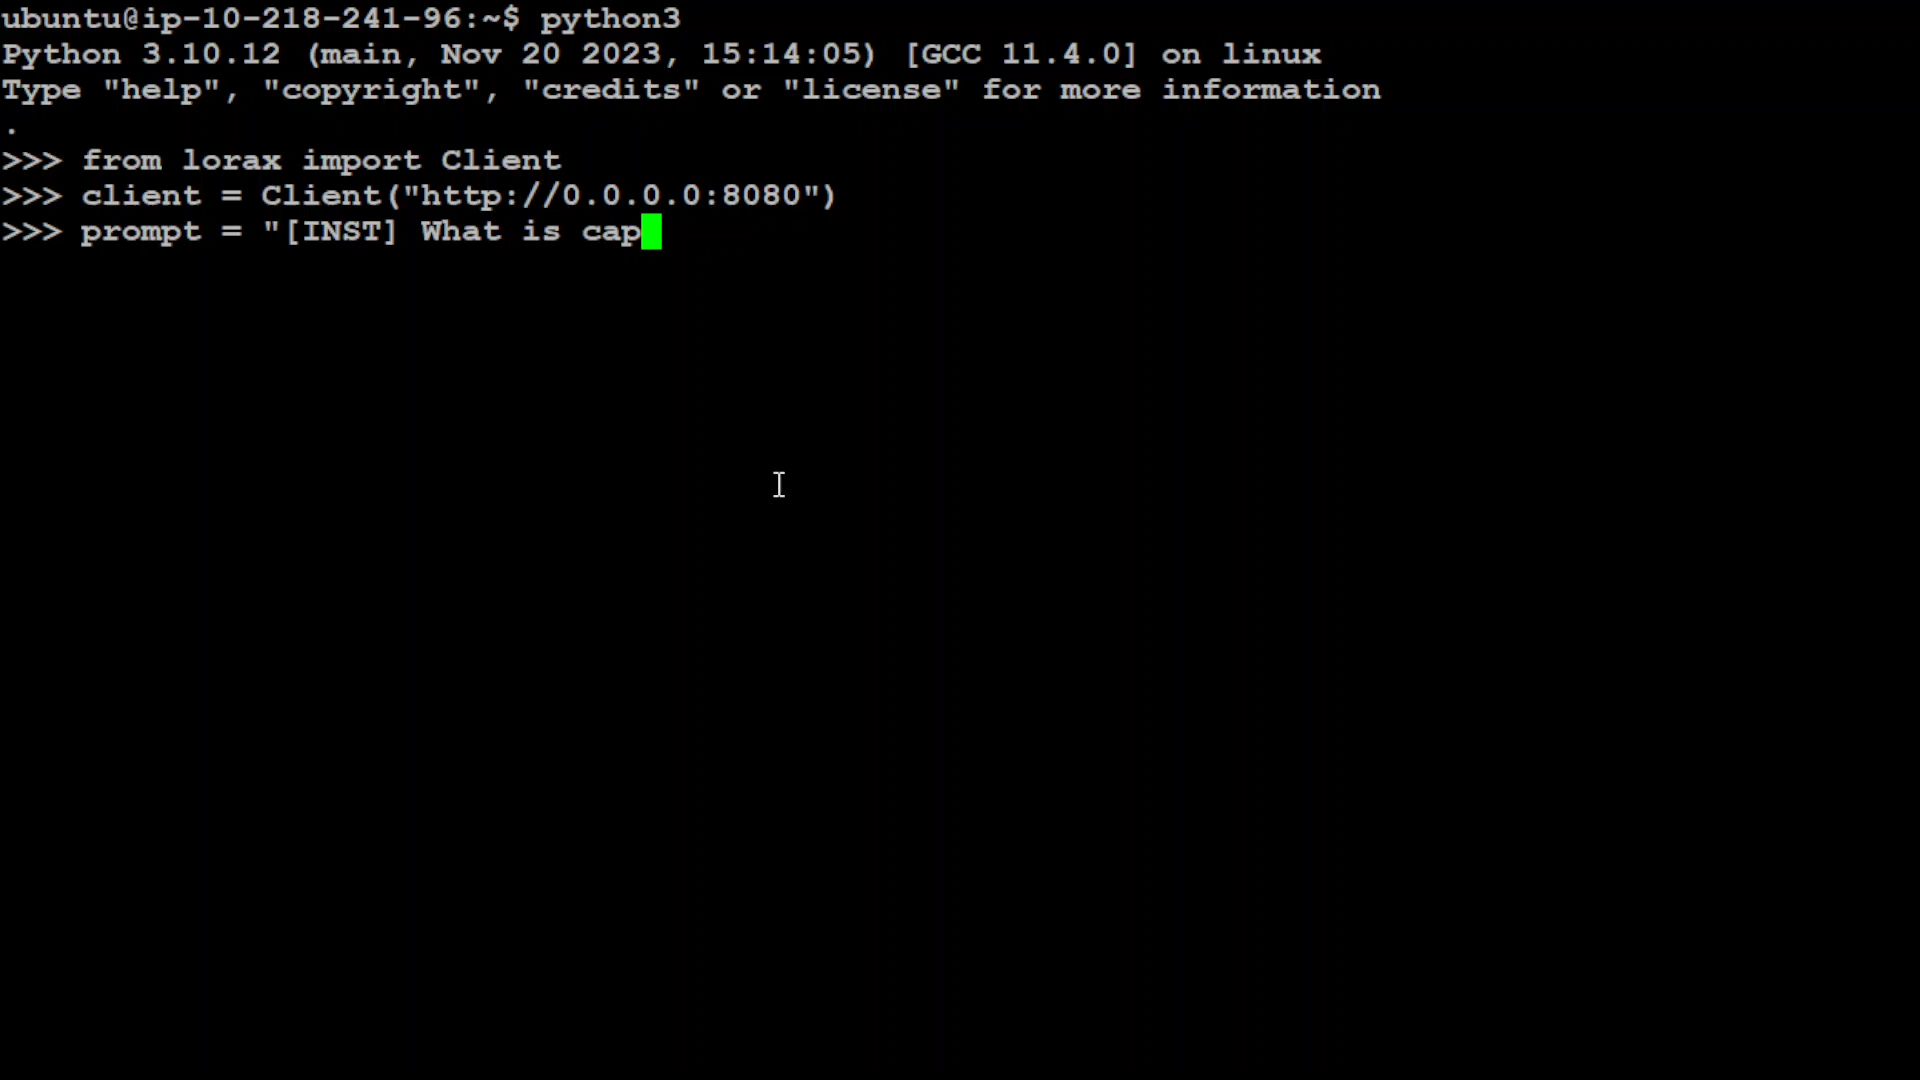 ubuntu@ip-10-218-241-96:~$ python3
Python 3.10.12 (main, Nov 20 2023, 15:14:05) [GCC 11.4.0] on linux
Type "help", "copyright", "credits" or "license" for more information
.
>>> from lorax import Client
>>> client = Client("http://0.0.0.0:8080")
>>> prompt = "[INST] What is cap